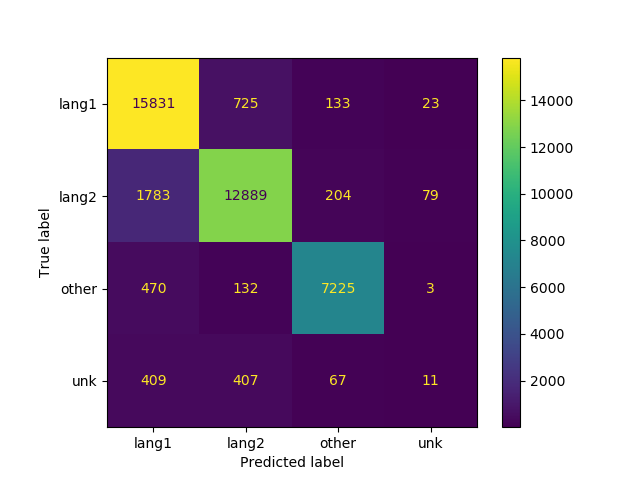 lang1 15831 725 133 23
lang2 1783 12889 204 79
other 470 132 7225 3
unk 409 407 67 11
lang1 lang2 other unk
Predicted label
True label
14000
12000
10000
8000
6000
4000
2000